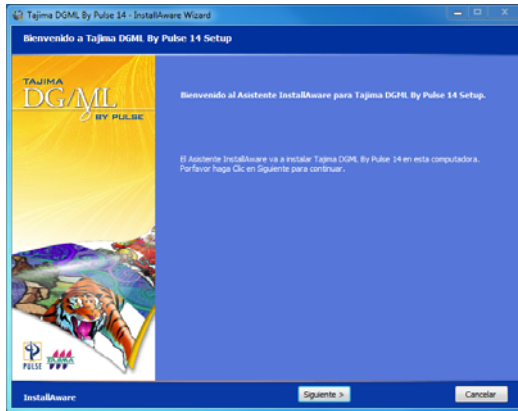 Tajima DGML By Pulse 14 - InstallAware Wizard
Bienvenido a Tajima DGML By Pulse 14 Setup
TAJIMA
DG/ML
BY PULSE
Bienvenido al Asistente InstallAware para Tajima DGML By Pulse 14 Setup.
El Asistente InstallAware va a instalar Tajima DGML By Pulse 14 en esta computadora.
Porfavor haga Clic en Siguiente para continuar.
PULSE
TAJIMA
InstallAware
Siguiente >
Cancelar